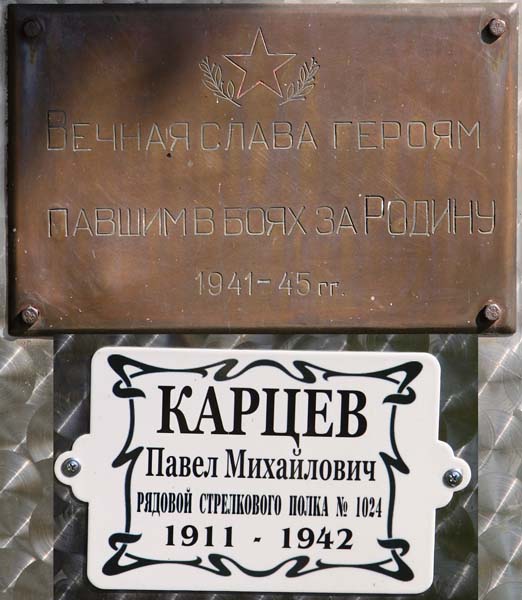 Вечная слава героям
павшим в боях за Родину
1941-45 гг.
КАРЦЕВ
Павел Михайлович
РЯДОВОЙ СТРЕЛКОВОГО ПОЛКА № 1024
1911 - 1942